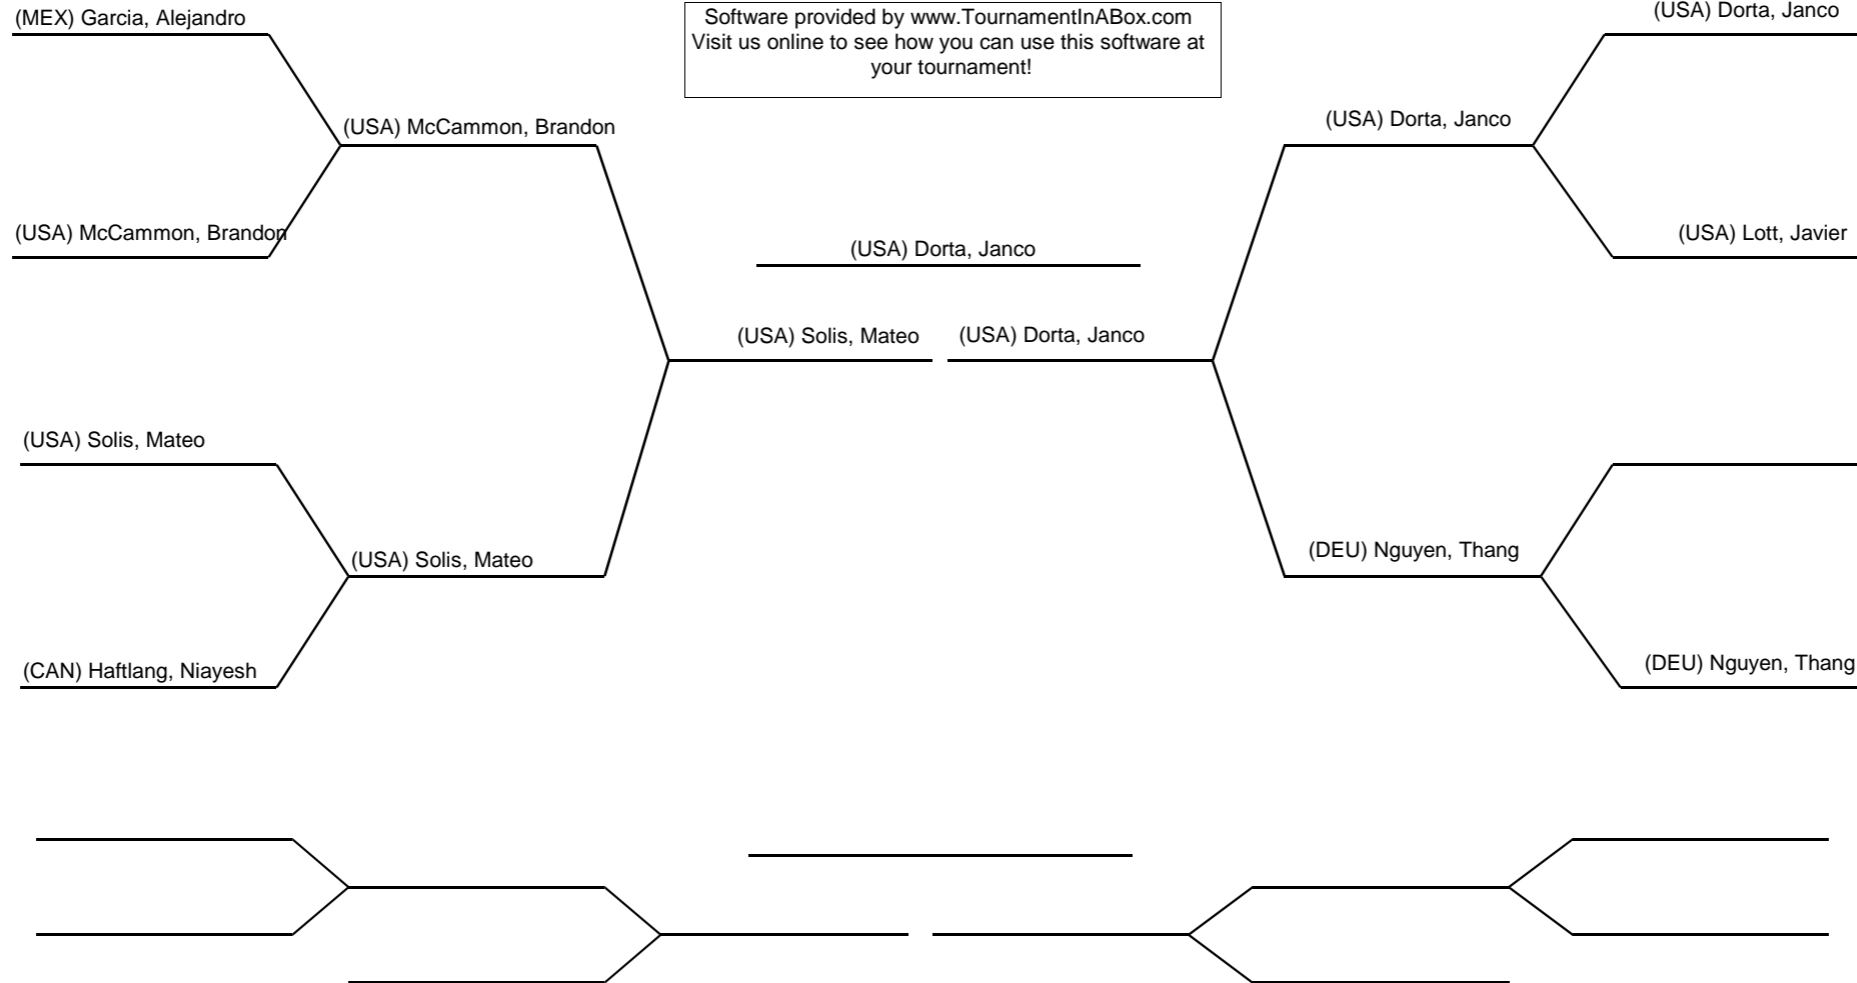 (MEX) Garcia, Alejandro
Software provided by www.TournamentInABox.com
Visit us online to see how you can use this software at
your tournament!
(USA) Dorta, Janco
(USA) McCammon, Brandon
(USA) Dorta, Janco
(USA) McCammon, Brandon
(USA) Dorta, Janco
(USA) Lott, Javier
(USA) Solis, Mateo
(USA) Dorta, Janco
(USA) Solis, Mateo
(USA) Solis, Mateo
(DEU) Nguyen, Thang
(CAN) Haftlang, Niayesh
(DEU) Nguyen, Thang